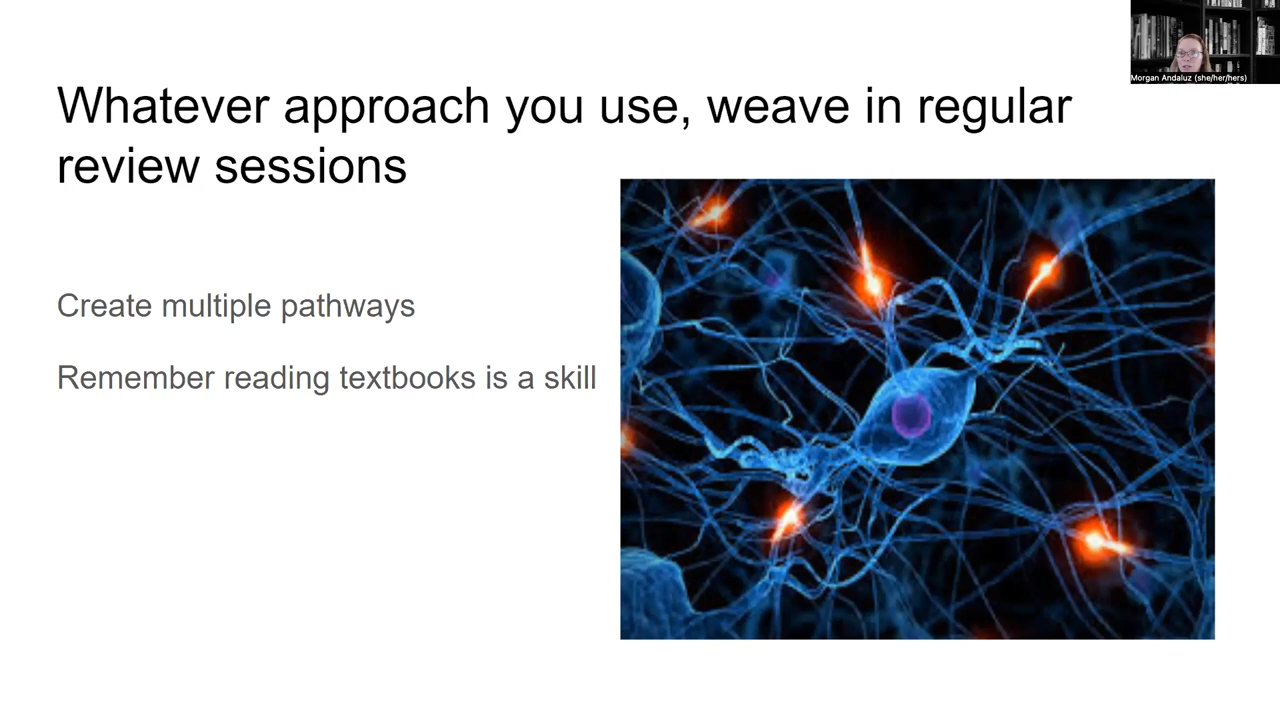 Morgan Andaluz (she/her/hers)
Whatever approach you use, weave in regular
review sessions
Create multiple pathways
Remember reading textbooks is a skill